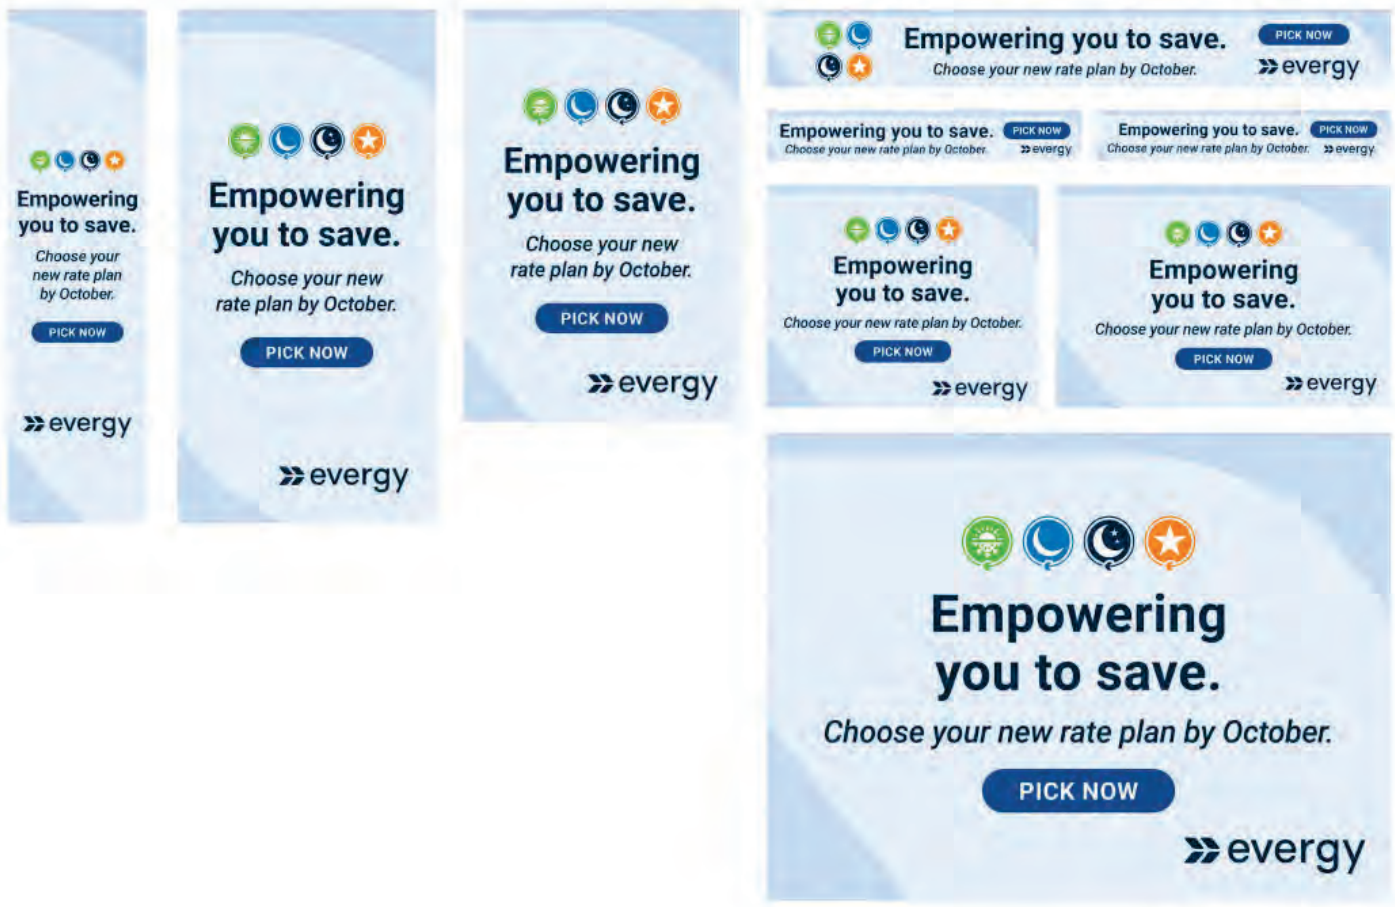 Empowering
you to save.
Choose your
new rate plan
by October.
PICK NOW
evergy
Empowering
you to save.
Choose your new
rate plan by October.
PICK NOW
evergy
Empowering
you to save.
Choose your new
rate plan by October.
PICK NOW
evergy
Empowering you to save.
Choose your new rate plan by October.
PICK NOW
evergy
Empowering you to save.
Choose your new rate plan by October.
PICK NOW
evergy
Empowering you to save.
Choose your new rate plan by October.
PICK NOW
evergy
Empowering
you to save.
Choose your new rate plan by October.
PICK NOW
evergy
Empowering
you to save.
Choose your new rate plan by October.
PICK NOW
evergy
Empowering
you to save.
Choose your new rate plan by October.
PICK NOW
evergy